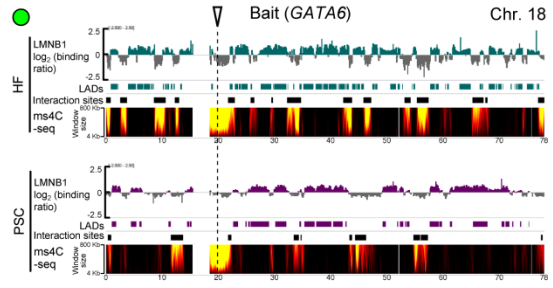 Bait (GATA6)
Chr. 18
HF
LMNB1
log2 (binding
ratio)
2.5
0
-2.5
LADs
Interaction sites
ms4C
-seq
Window
size
800 Kb
4 Kb
0 10 20 30 40 50 60 70 78
PSC
LMNB1
log2 (binding
ratio)
2.5
0
-2.5
LADs
Interaction sites
ms4C
-seq
Window
size
800 Kb
4 Kb
0 10 20 30 40 50 60 70 78